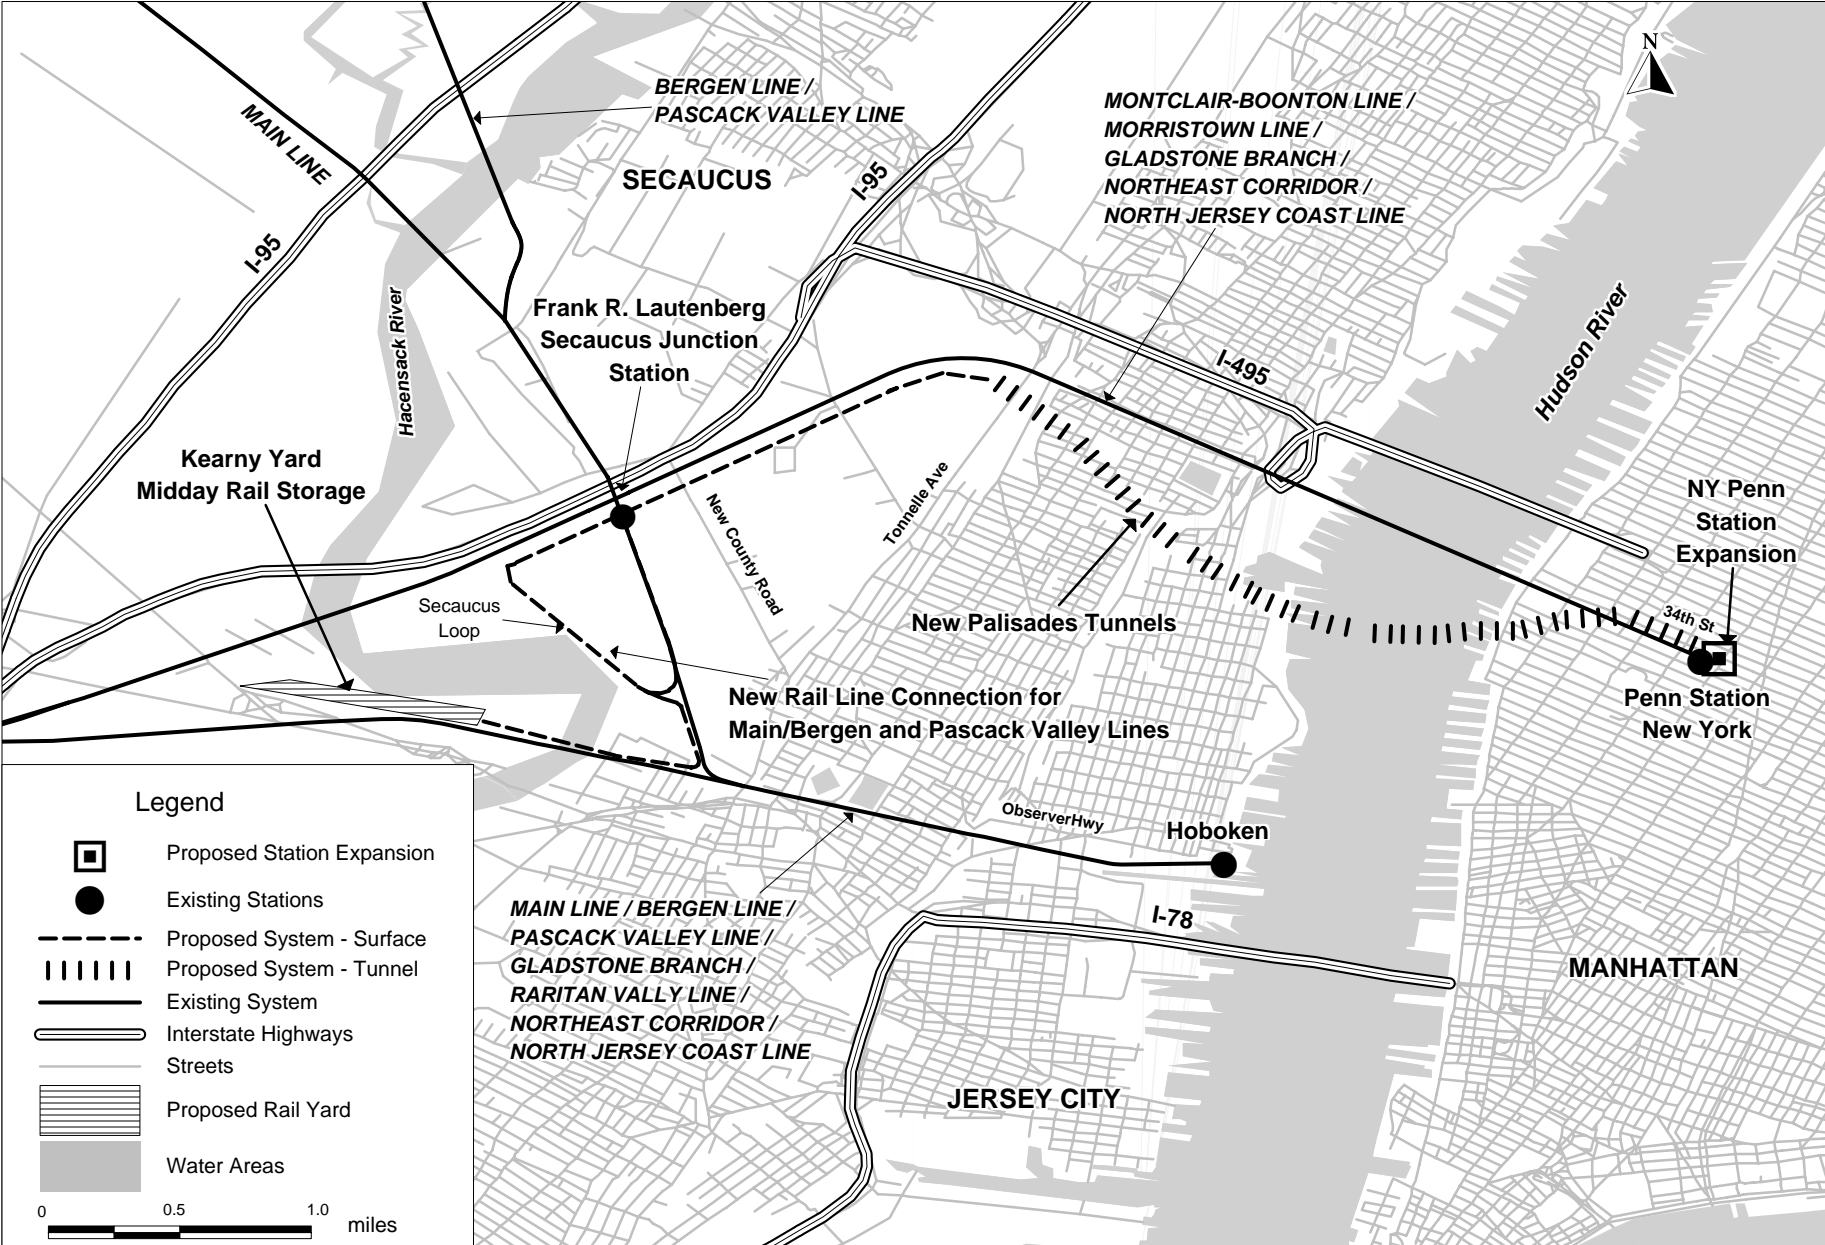 N
BERGEN LINE /
PASCACK VALLEY LINE
MAIN LINE
SECAUCUS
I-95
MONTCLAIR-BOONTON LINE /
MORRISTOWN LINE /
GLADSTONE BRANCH /
NORTHEAST CORRIDOR /
NORTH JERSEY COAST LINE
I-95
Hacensack River
Frank R. Lautenberg
Secaucus Junction
Station
I-495
Hudson River
Kearny Yard
Midday Rail Storage
New County Road
Tonnelle Ave
NY Penn
Station
Expansion
Secaucus
Loop
New Palisades Tunnels
34th St
New Rail Line Connection for
Main/Bergen and Pascack Valley Lines
Penn Station
New York
ObserverHwy
Hoboken
MAIN LINE / BERGEN LINE /
PASCACK VALLEY LINE /
GLADSTONE BRANCH /
RARITAN VALLY LINE /
NORTHEAST CORRIDOR /
NORTH JERSEY COAST LINE
I-78
MANHATTAN
JERSEY CITY
Legend
Proposed Station Expansion
Existing Stations
Proposed System - Surface
Proposed System - Tunnel
Existing System
Interstate Highways
Streets
Proposed Rail Yard
Water Areas
0 0.5 1.0
miles